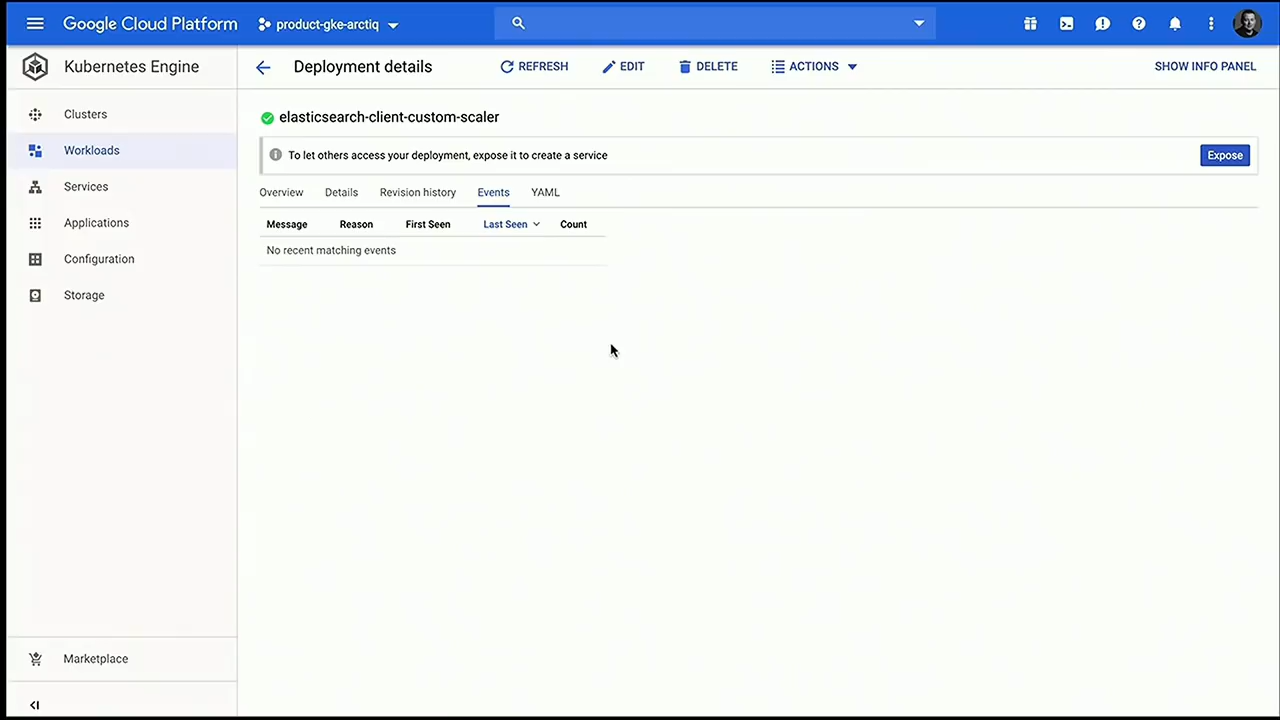 Google Cloud Platform product-gke-arctiq
Kubernetes Engine
Deployment details REFRESH EDIT DELETE ACTIONS SHOW INFO PANEL
Clusters
Workloads
Services
Applications
Configuration
Storage
Marketplace
elasticsearch-client-custom-scaler
To let others access your deployment, expose it to create a service Expose
Overview Details Revision history Events YAML
Message Reason First Seen Last Seen Count
No recent matching events